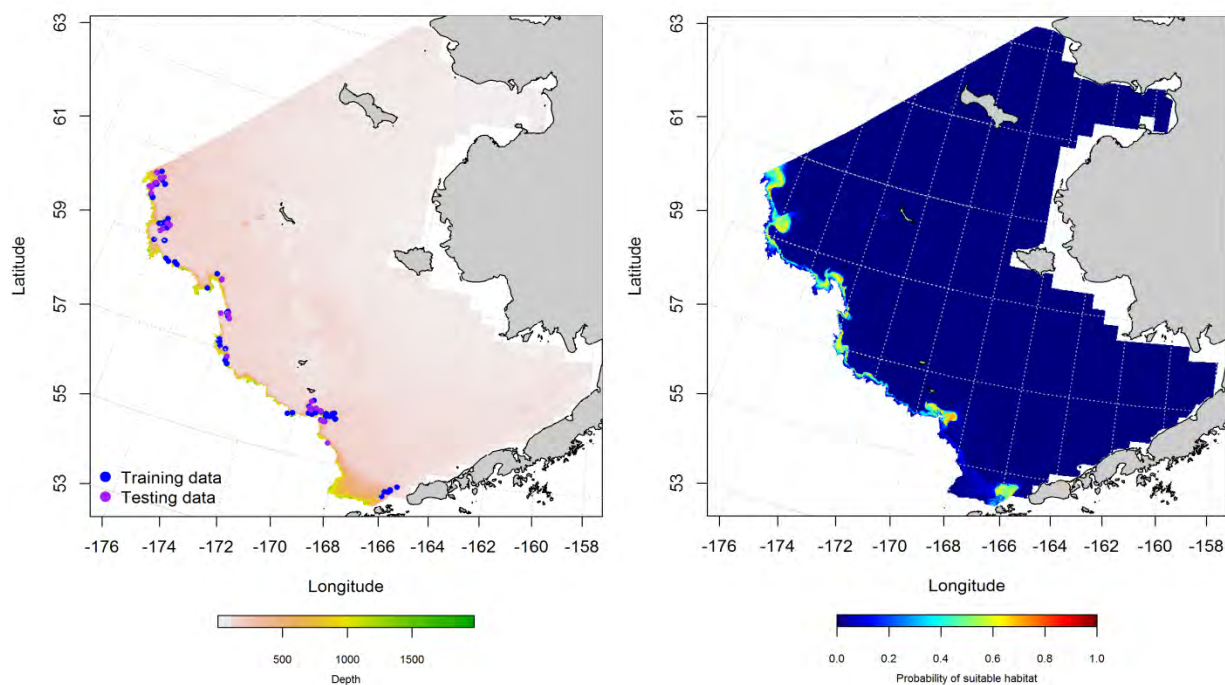 63
61
59
57
55
53
Latitude
Training data
Testing data
-176 -174 -172 -170 -168 -166 -164 -162 -160 -158
Longitude
500 1000 1500
Depth
63
61
59
57
55
53
Latitude
-176 -174 -172 -170 -168 -166 -164 -162 -160 -158
Longitude
0.0 0.2 0.4 0.6 0.8 1.0
Probability of suitable habitat